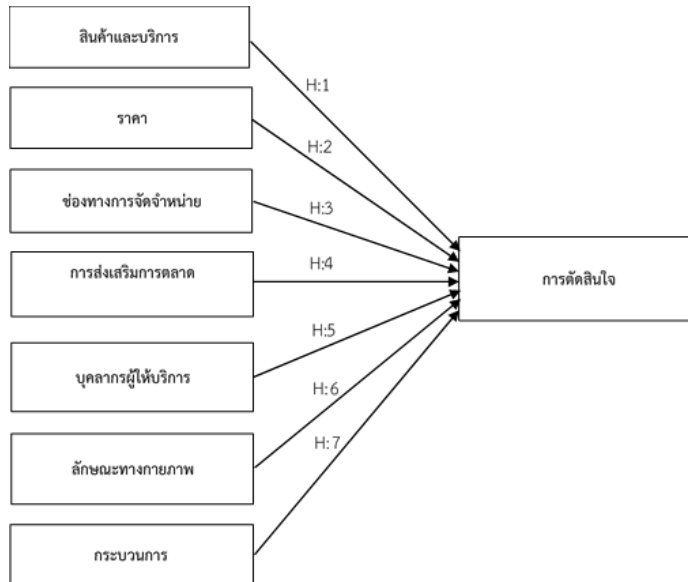 สินค้าและบริการ
H:1
ราคา
H:2
ช่องทางการจัดจำหน่าย
H:3
การส่งเสริมการตลาด
H:4
การตัดสินใจ
H:5
บุคลากรผู้ให้บริการ
H:6
ลักษณะทางกายภาพ
H:7
กระบวนการ